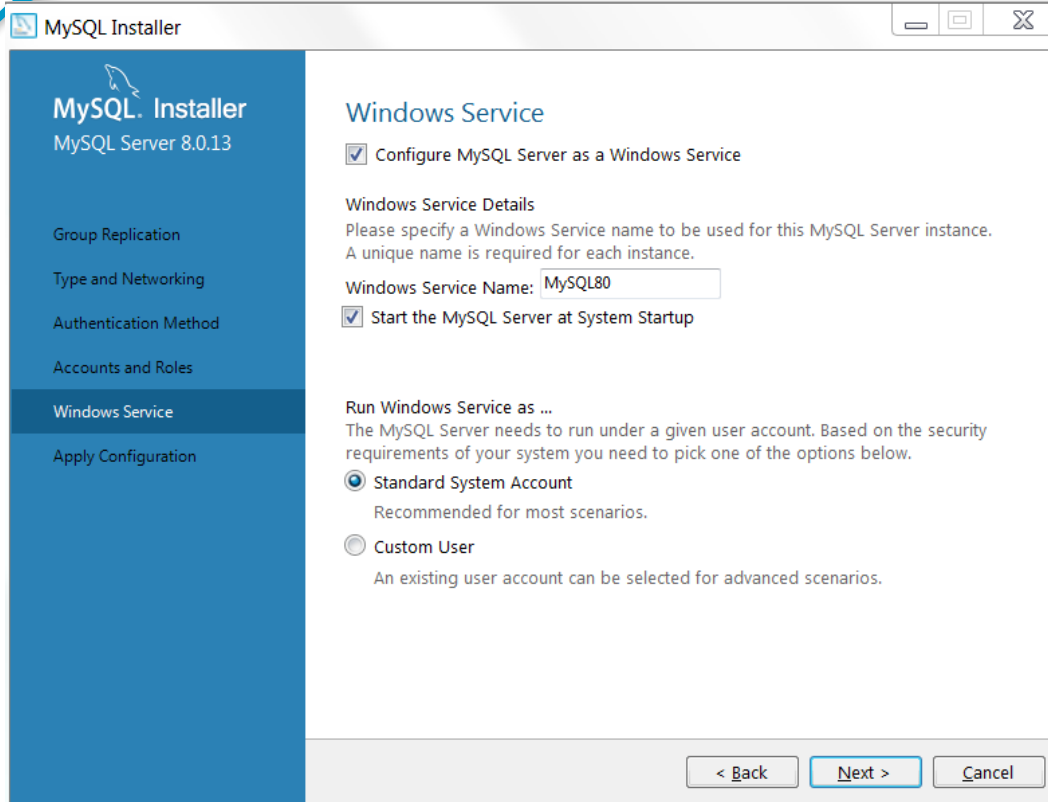 MySQL Installer
MySQL. Installer
MySQL Server 8.0.13
Group Replication
Type and Networking
Authentication Method
Accounts and Roles
Windows Service
Apply Configuration
Windows Service
Configure MySQL Server as a Windows Service
Windows Service Details
Please specify a Windows Service name to be used for this MySQL Server instance.
A unique name is required for each instance.
Windows Service Name: MySQL80
Start the MySQL Server at System Startup
Run Windows Service as ...
The MySQL Server needs to run under a given user account. Based on the security
requirements of your system you need to pick one of the options below.
Standard System Account
Recommended for most scenarios.
Custom User
An existing user account can be selected for advanced scenarios.
< Back Next > Cancel